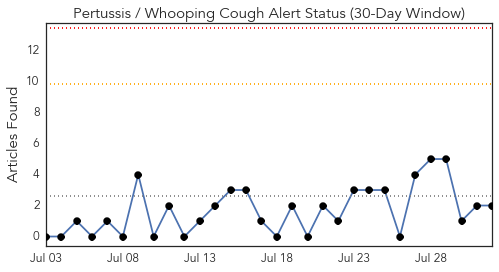 Pertussis / Whooping Cough Alert Status (30-Day Window)
Articles Found
12
10
8
6
4
2
0
Jul 03 Jul 08 Jul 13 Jul 18 Jul 23 Jul 28